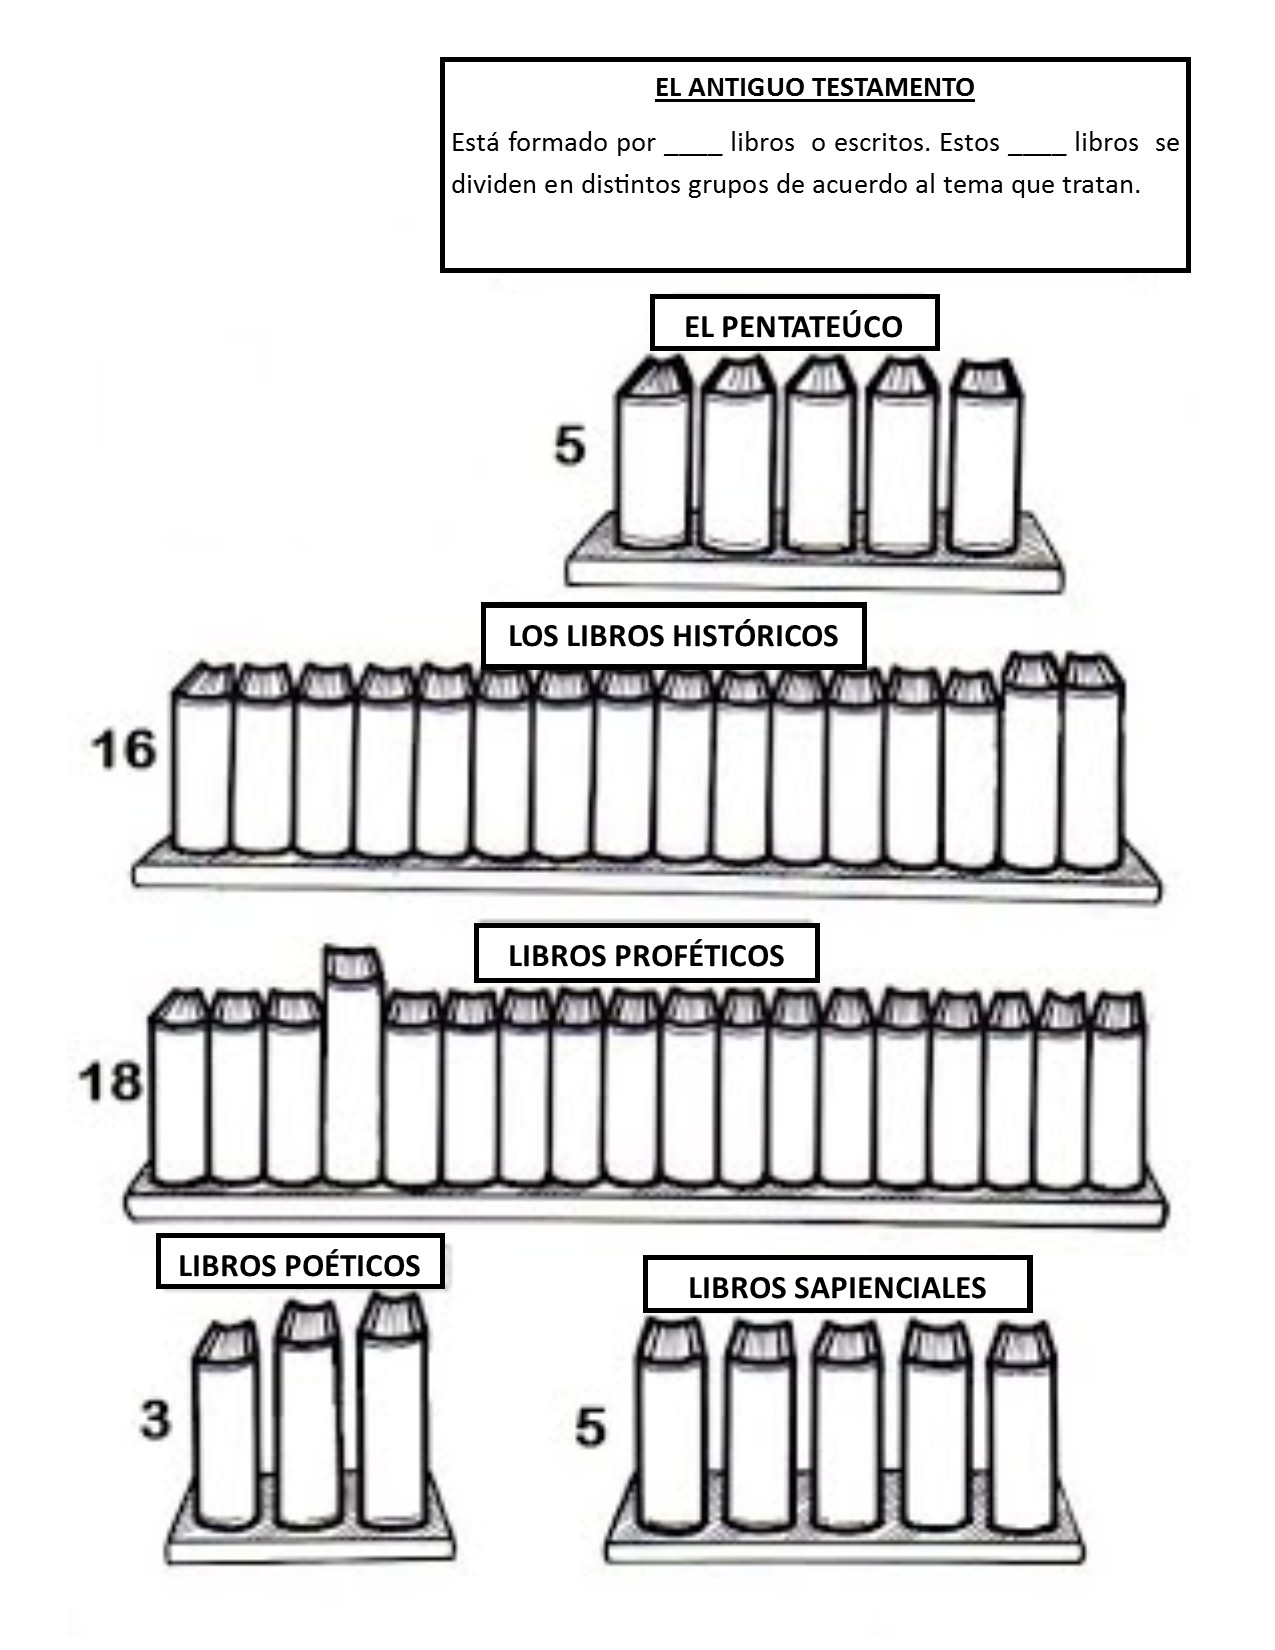 EL ANTIGUO TESTAMENTO
Está formado por ____ libros o escritos. Estos ____ libros se
dividen en distintos grupos de acuerdo al tema que tratan.
EL PENTATEÚCO
5
LOS LIBROS HISTÓRICOS
16
LIBROS PROFÉTICOS
18
LIBROS POÉTICOS
3
LIBROS SAPIENCIALES
5